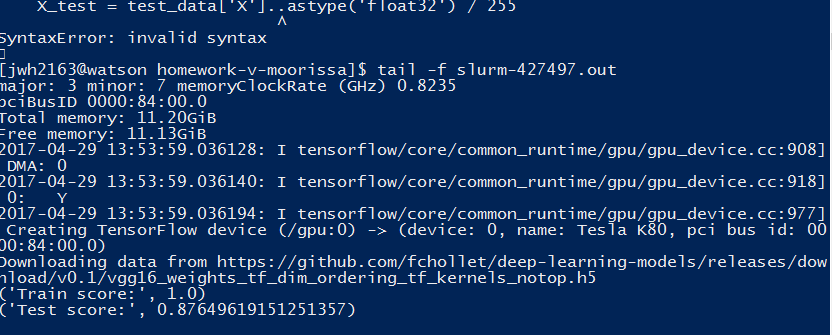 X_test = test_data['X']..astype('float32') / 255
^
SyntaxError: invalid syntax
[jwh2163@watson homework-v-moorissa]$ tail -f slurm-427497.out
major: 3 minor: 7 memoryClockRate (GHz) 0.8235
pciBusID 0000:84:00.0
Total memory: 11.20GiB
Free memory: 11.13GiB
2017-04-29 13:53:59.036128: I tensorflow/core/common_runtime/gpu/gpu_device.cc:908]
DMA: 0
2017-04-29 13:53:59.036140: I tensorflow/core/common_runtime/gpu/gpu_device.cc:918]
0:   Y
2017-04-29 13:53:59.036194: I tensorflow/core/common_runtime/gpu/gpu_device.cc:977]
Creating TensorFlow device (/gpu:0) -> (device: 0, name: Tesla K80, pci bus id: 00
00:84:00.0)
Downloading data from https://github.com/fchollet/deep-learning-models/releases/dow
nload/v0.1/vgg16_weights_tf_dim_ordering_tf_kernels_notop.h5
('Train score:', 1.0)
('Test score:', 0.87649619151251357)